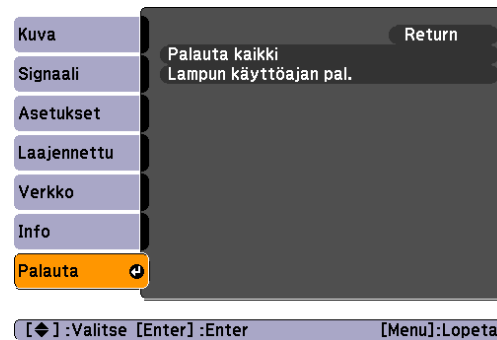 Kuva
Signaali
Asetukset
Laajennettu
Verkko
Info
Palauta
Return
Palauta kaikki
Lampun käyttöajan pal.
[◆] :Valitse [Enter] :Enter [Menu]:Lopeta